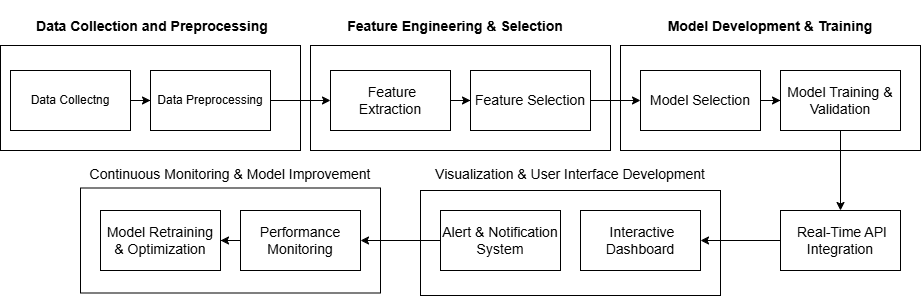 Data Collection and Preprocessing
Feature Engineering & Selection
Model Development & Training
Data Collectng
Data Preprocessing
Feature
Extraction
Feature Selection
Model Selection
Model Training &
Validation
Continuous Monitoring & Model Improvement
Visualization & User Interface Development
Model Retraining
& Optimization
Performance
Monitoring
Alert & Notification
System
Interactive
Dashboard
Real-Time API
Integration